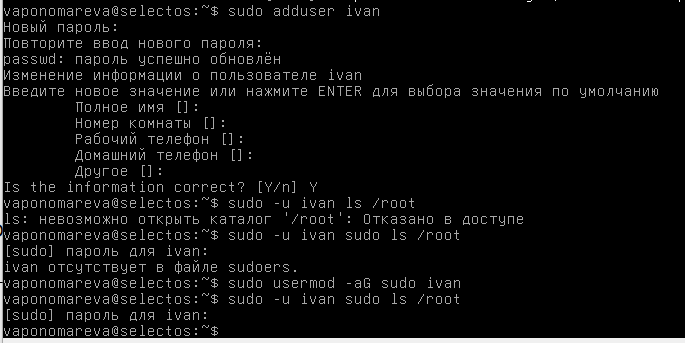 vaponomareva@selectos:~$ sudo adduser ivan
Новый пароль:
Повторите ввод нового пароля:
passwd: пароль успешно обновлён
Изменение информации о пользователе ivan
Введите новое значение или нажмите ENTER для выбора значения по умолчанию
Полное имя []:
Номер комнаты []:
Рабочий телефон []:
Домашний телефон []:
Другое []:
Is the information correct? [Y/n] Y
vaponomareva@selectos:~$ sudo -u ivan ls /root
ls: невозможно открыть каталог '/root': Отказано в доступе
vaponomareva@selectos:~$ sudo -u ivan sudo ls /root
[sudo] пароль для ivan:
ivan отсутствует в файле sudoers.
vaponomareva@selectos:~$ sudo usermod -aG sudo ivan
vaponomareva@selectos:~$ sudo -u ivan sudo ls /root
[sudo] пароль для ivan:
vaponomareva@selectos:~$